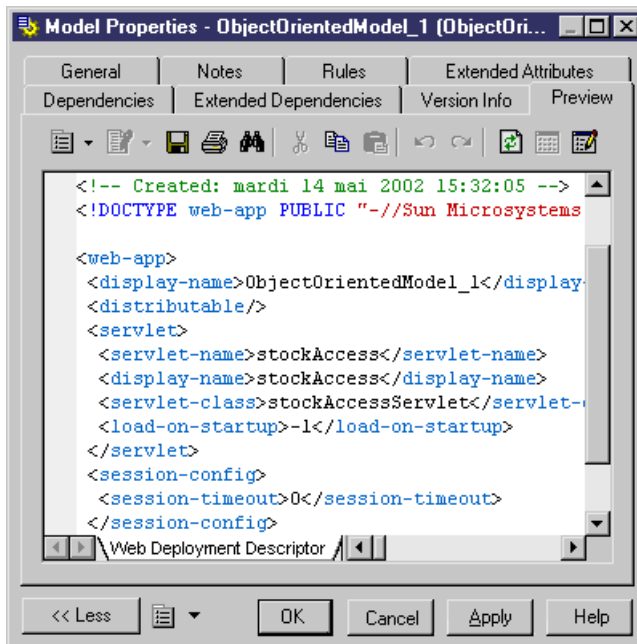 Model Properties - ObjectOrientedModel_1 (ObjectOri...
General Notes Rules Extended Attributes
Dependencies Extended Dependencies Version Info Preview
<!-- Created: mardi 14 mai 2002 15:32:05 -->
<!DOCTYPE web-app PUBLIC "-//Sun Microsystems
<web-app>
<display-name>ObjectOrientedModel_1</display-
<distributable/>
<servlet>
<servlet-name>stockAccess</servlet-name>
<display-name>stockAccess</display-name>
<servlet-class>stockAccessServlet</servlet-
<load-on-startup>-1</load-on-startup>
</servlet>
<session-config>
<session-timeout>0</session-timeout>
</session-config>
Web Deployment Descriptor
<< Less OK Cancel Apply Help